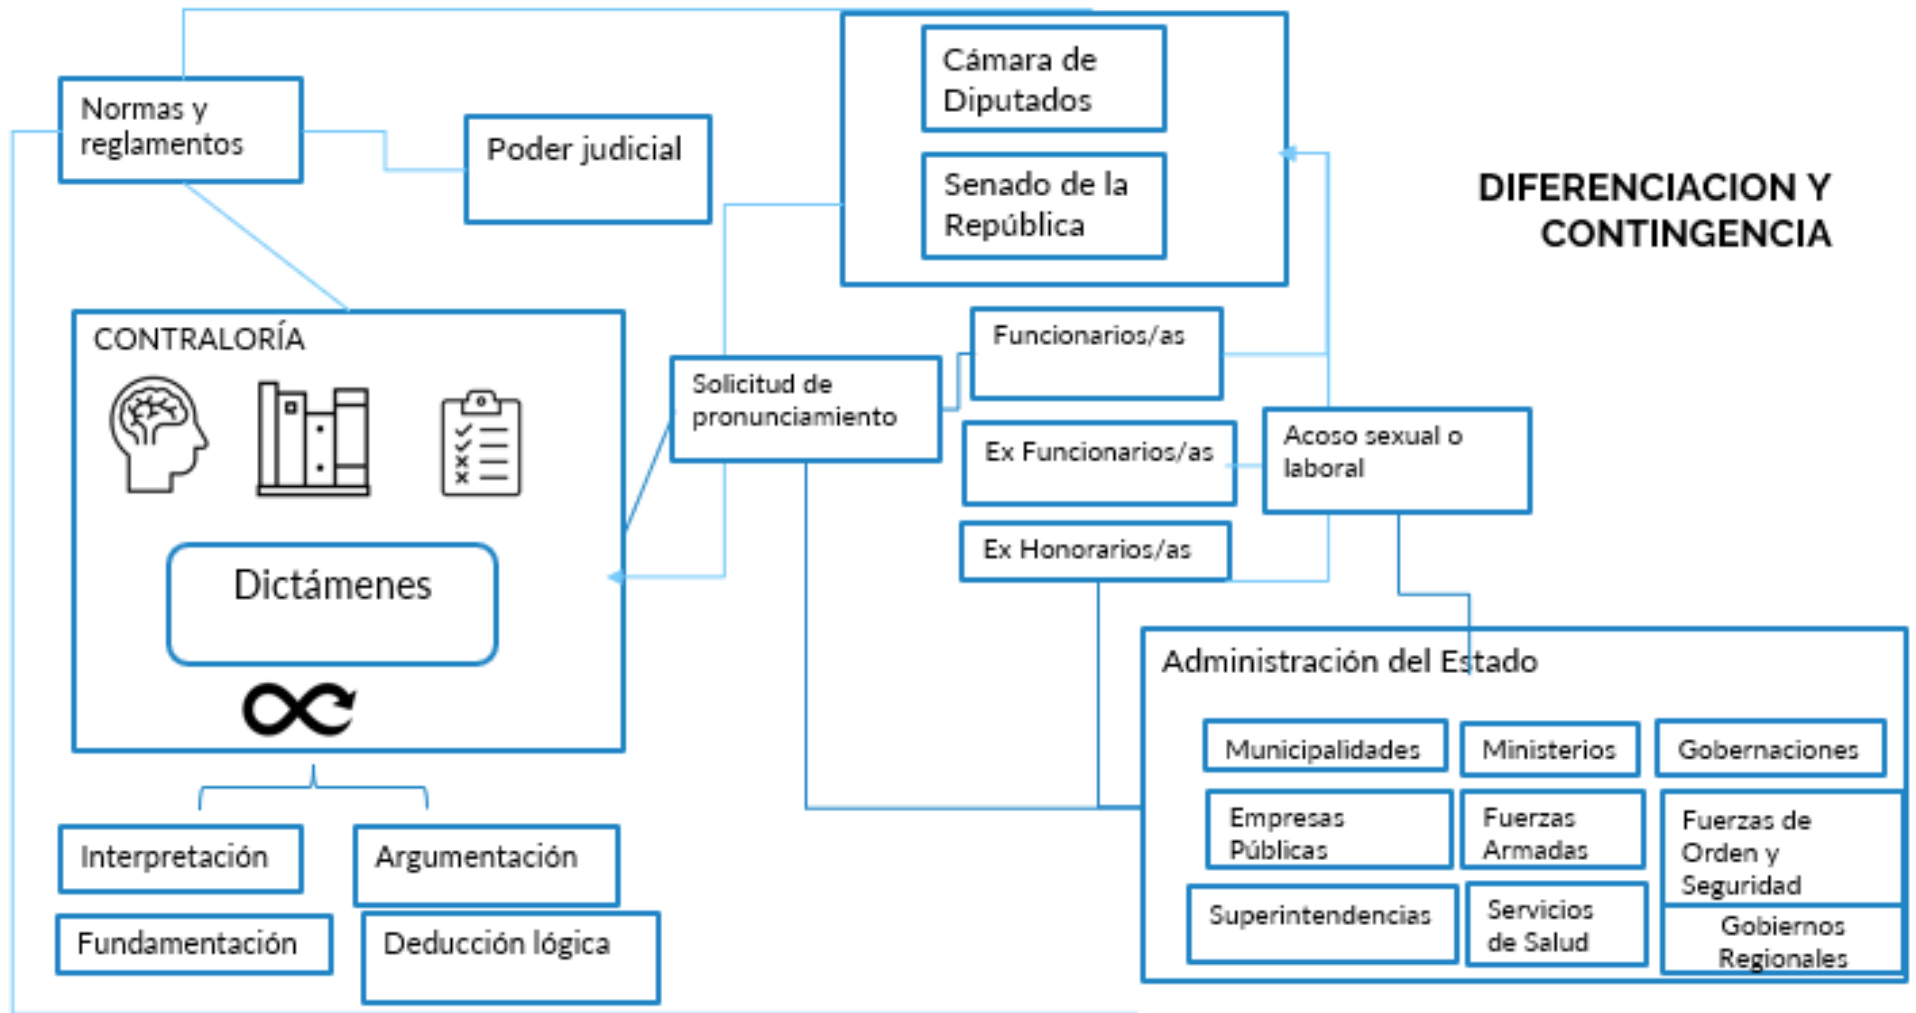 Normas y
reglamentos
Poder judicial
Cámara de
Diputados
Senado de la
República
DIFERENCIACION Y
CONTINGENCIA
CONTRALORÍA
Dictámenes
Solicitud de
pronunciamiento
Funcionarios/as
Ex Funcionarios/as
Ex Honorarios/as
Acoso sexual o
laboral
Interpretación
Argumentación
Fundamentación
Deducción lógica
Administración del Estado
Municipalidades
Ministerios
Gobernaciones
Empresas
Públicas
Fuerzas
Armadas
Fuerzas de
Orden y
Seguridad
Superintendencias
Servicios
de Salud
Gobiernos
Regionales